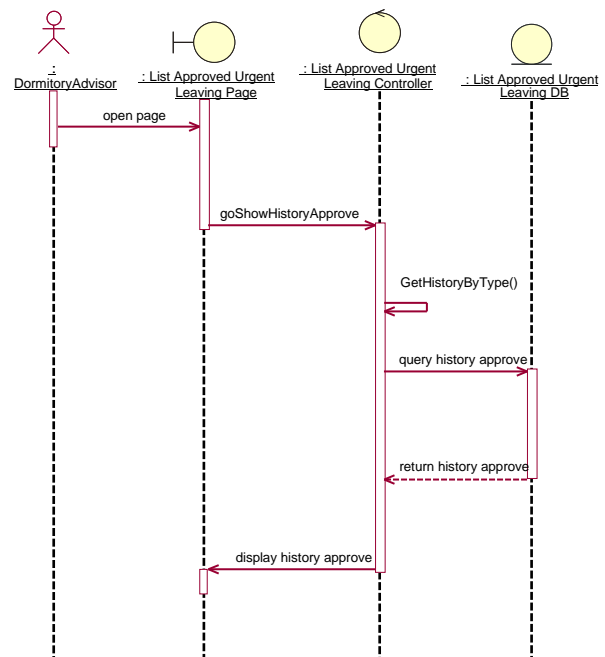 :
DormitoryAdvisor
: List Approved Urgent
Leaving Page
: List Approved Urgent
Leaving Controller
: List Approved Urgent
Leaving DB
open page
goShowHistoryApprove
GetHistoryByType()
query history approve
return history approve
display history approve